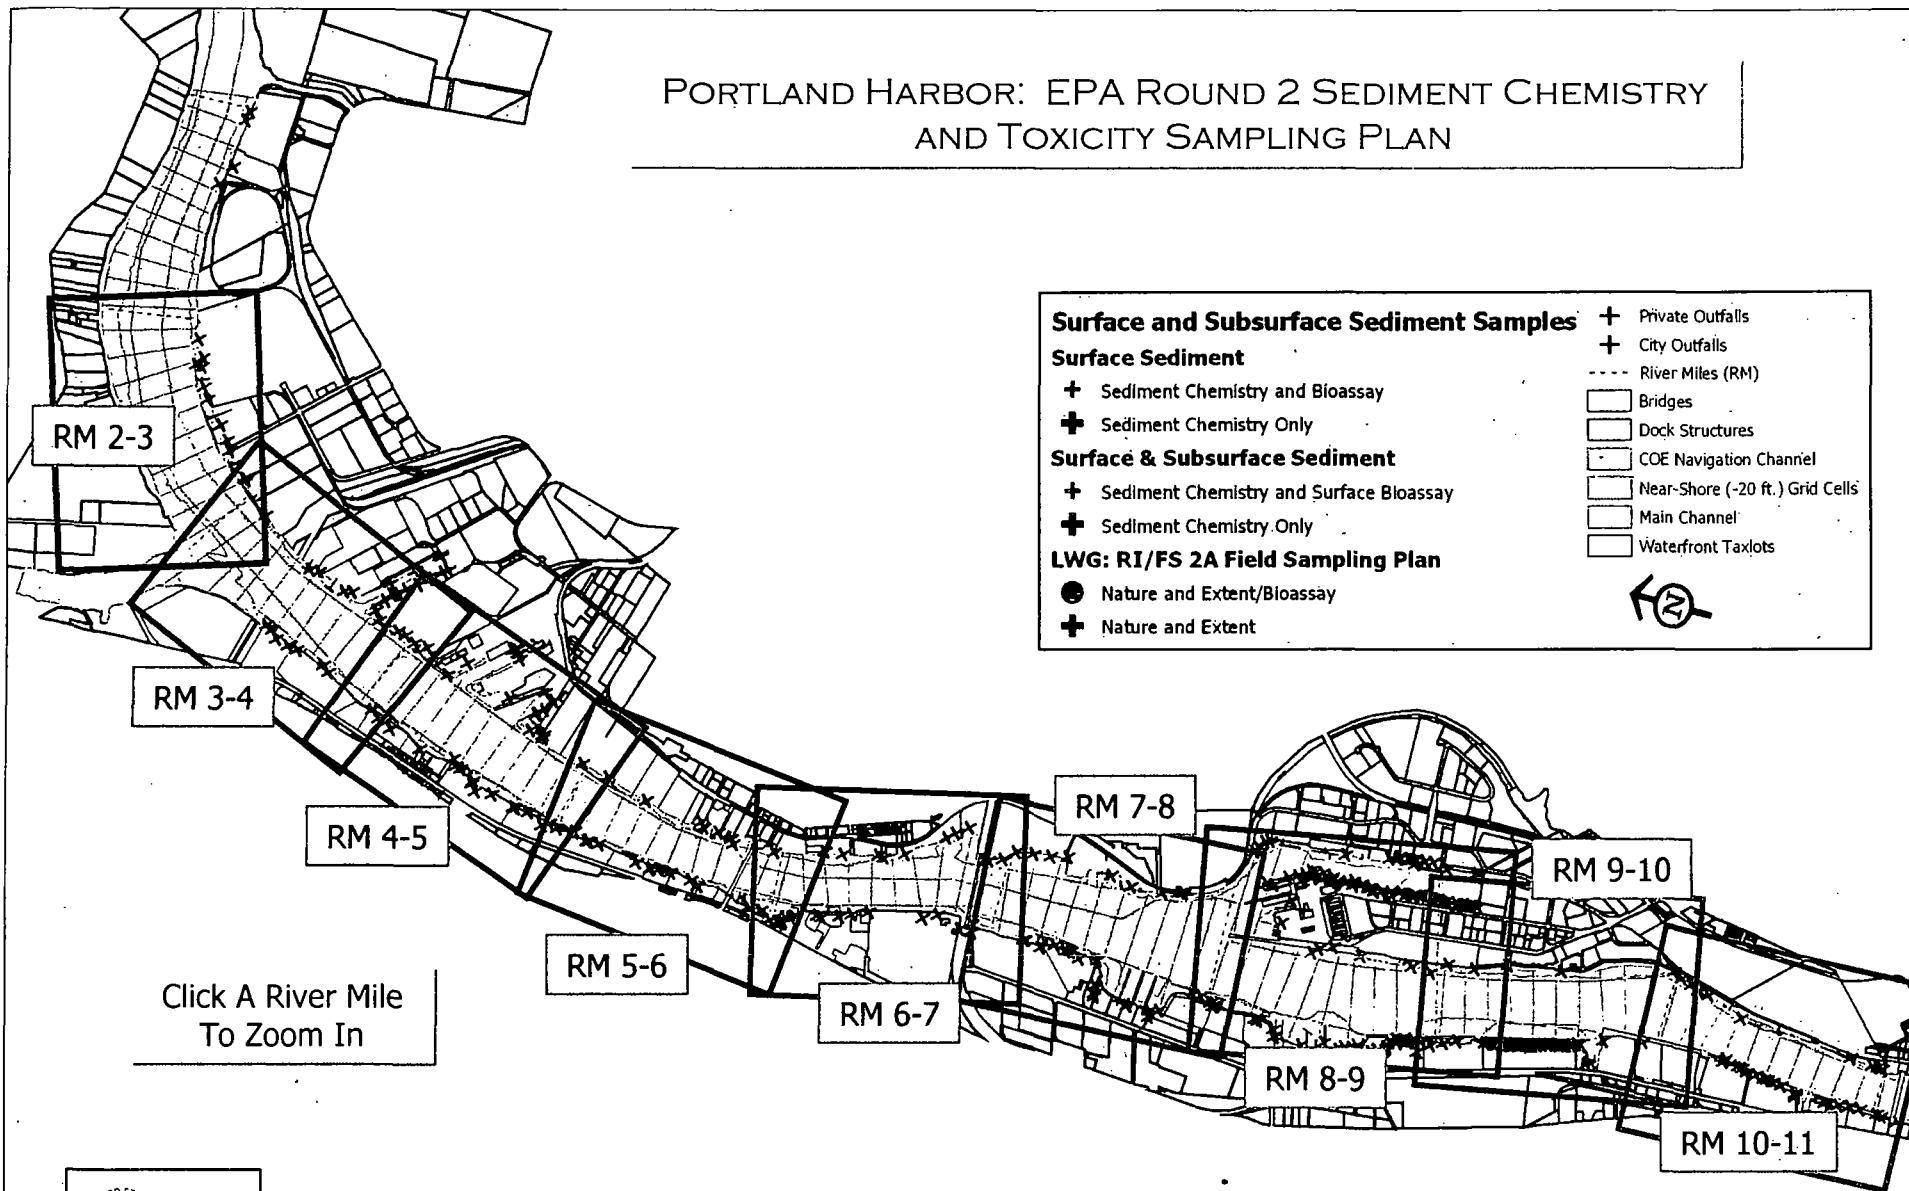 PORTLAND HARBOR: EPA ROUND 2 SEDIMENT CHEMISTRY
AND TOXICITY SAMPLING PLAN
Surface and Subsurface Sediment Samples
Surface Sediment
Sediment Chemistry and Bioassay
Sediment Chemistry Only
Surface & Subsurface Sediment
Sediment Chemistry and Surface Bioassay
Sediment Chemistry Only
LWG: RI/FS 2A Field Sampling Plan
Nature and Extent/Bioassay
Nature and Extent
Private Outfalls
City Outfalls
River Miles (RM)
Bridges
Dock Structures
COE Navigation Channel
Near-Shore (-20 ft.) Grid Cells
Main Channel
Waterfront Taxlots
N
RM 2-3
RM 3-4
RM 4-5
RM 5-6
RM 6-7
RM 7-8
RM 8-9
RM 9-10
RM 10-11
Click A River Mile
To Zoom In